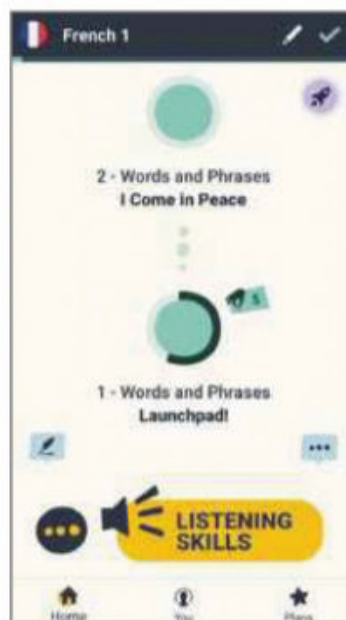 French 1
2 - Words and Phrases
I Come in Peace
$
1 - Words and Phrases
Launchpad!
LISTENING
SKILLS
Home
You
Plans